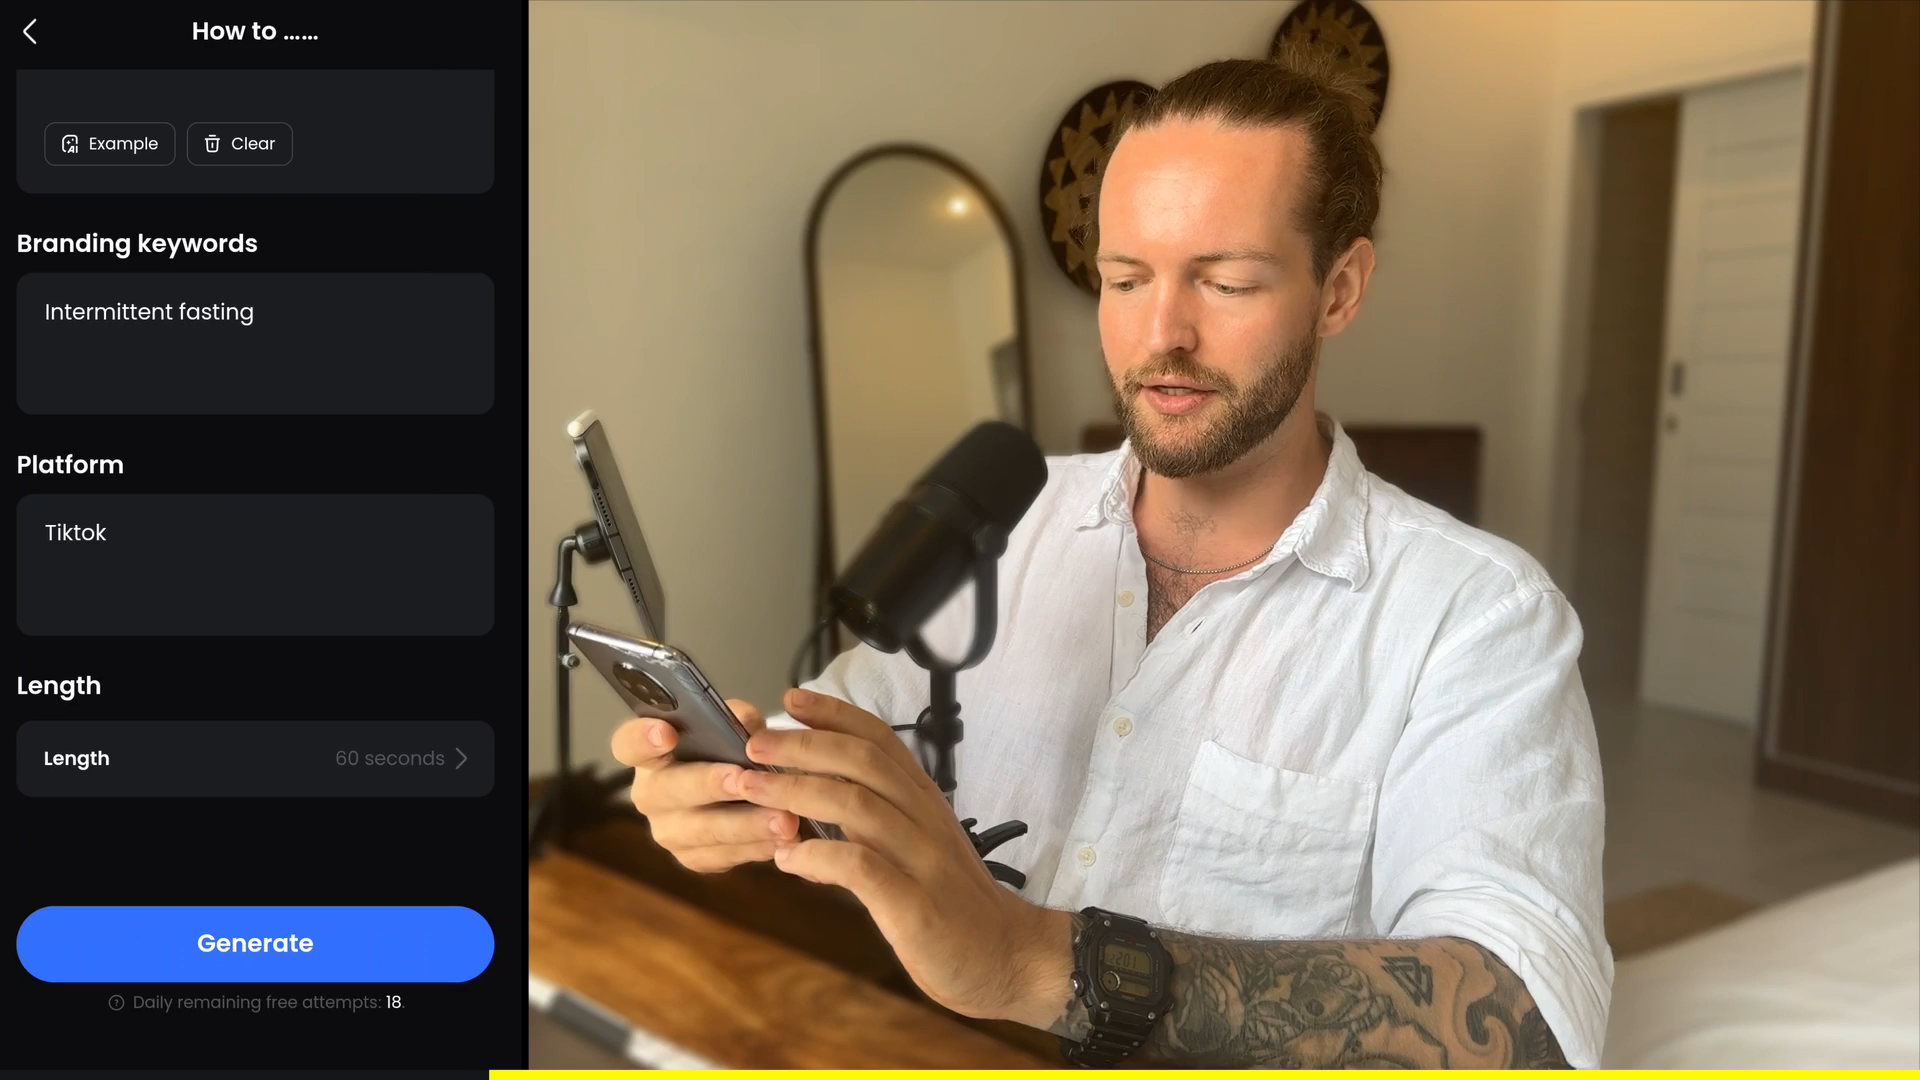 How to ......
Example
Clear
Branding keywords
Intermittent fasting
Platform
Tiktok
Length
Length
60 seconds
Generate
Daily remaining free attempts: 18.